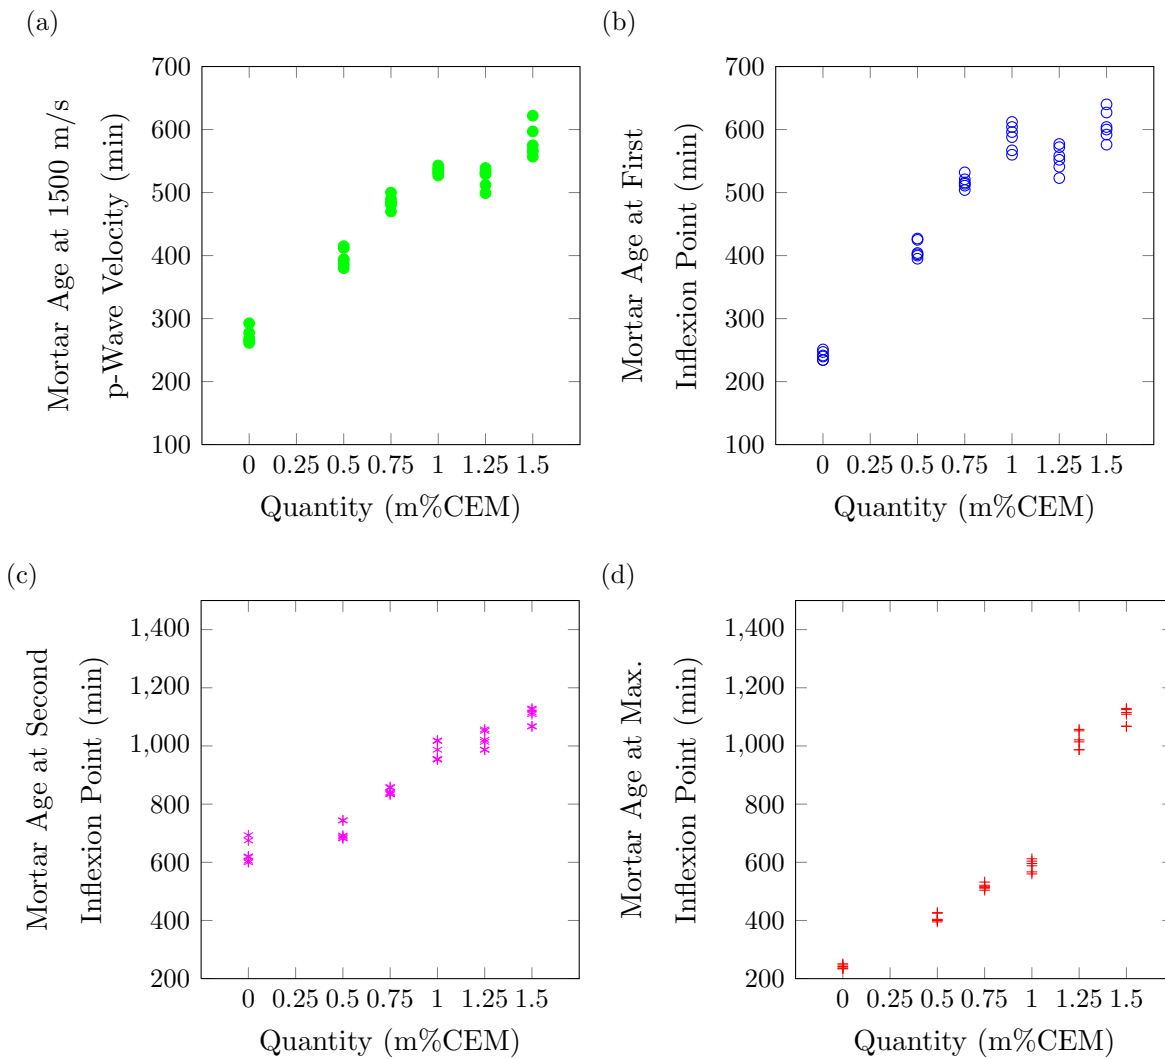 (a)
Mortar Age at 1500 m/s
p-Wave Velocity (min)
700
600
500
400
300
200
100
0 0.25 0.5 0.75 1 1.25 1.5
Quantity (m%CEM)
(b)
Mortar Age at First
Inflexion Point (min)
700
600
500
400
300
200
100
0 0.25 0.5 0.75 1 1.25 1.5
Quantity (m%CEM)
(c)
Mortar Age at Second
Inflexion Point (min)
1,400
1,200
1,000
800
600
400
200
0 0.25 0.5 0.75 1 1.25 1.5
Quantity (m%CEM)
(d)
Mortar Age at Max.
Inflexion Point (min)
1,400
1,200
1,000
800
600
400
200
0 0.25 0.5 0.75 1 1.25 1.5
Quantity (m%CEM)